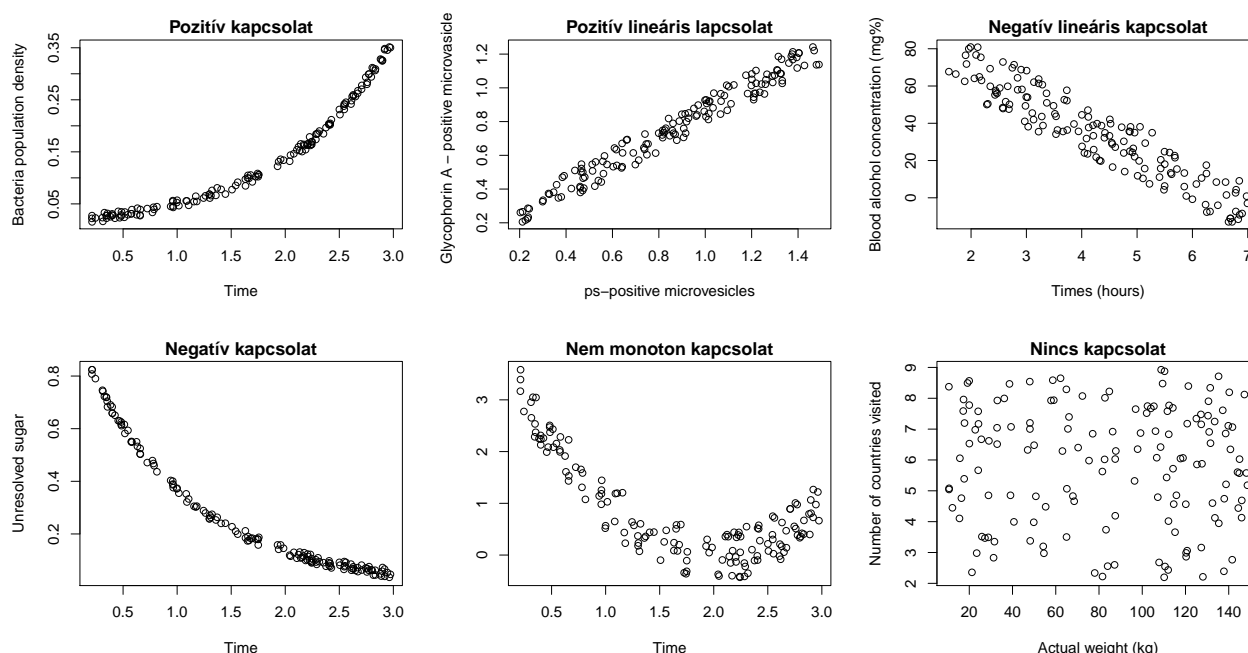 Pozitív kapcsolat
Bacteria population density
0.05
0.15
0.25
0.35
0.5 1.0 1.5 2.0 2.5 3.0
Time
Pozitív lineáris lapcsolat
Glycophorin A − positive microvasicle
0.2 0.4 0.6 0.8 1.0 1.2
0.2 0.4 0.6 0.8 1.0 1.2 1.4
ps−positive microvesicles
Negatív lineáris kapcsolat
Blood alcohol concentration (mg%)
0 20 40 60 80
2 3 4 5 6 7
Times (hours)
Negatív kapcsolat
Unresolved sugar
0.2 0.4 0.6 0.8
0.5 1.0 1.5 2.0 2.5 3.0
Time
Nem monoton kapcsolat
0 1 2 3
0.5 1.0 1.5 2.0 2.5 3.0
Time
Nincs kapcsolat
Number of countries visited
2 3 4 5 6 7 8 9
20 40 60 80 100 120 140
Actual weight (kg)